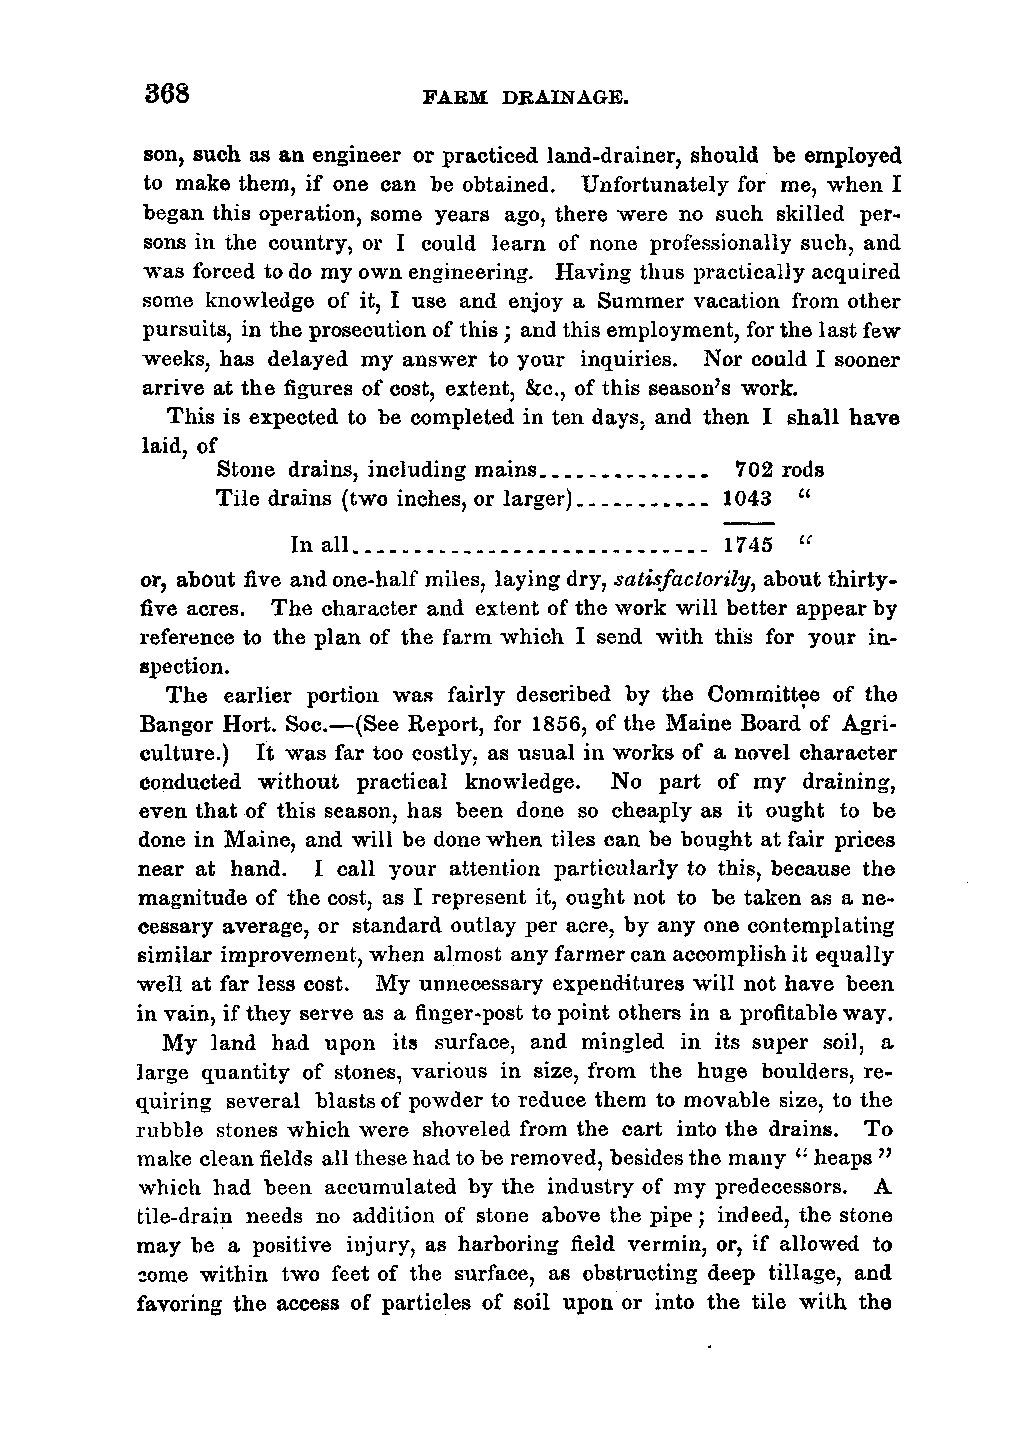 368 FARM DRAINAGE.
son, such as an engineer or practiced land-drainer, should be employed
to make them, if one can be obtained. Unfortunately for me, when I
began this operation, some years ago, there were no such skilled per-
sons in the country, or I could learn of none professionally such, and
was forced to do my own engineering. Having thus practically acquired
some knowledge of it, I use and enjoy a Summer vacation from other
pursuits, in the prosecution of this; and this employment, for the last few
weeks, has delayed my answer to your inquiries. Nor could I sooner
arrive at the figures of cost, extent, &c., of this season's work.
This is expected to be completed in ten days, and then I shall have
laid, of
Stone drains, including mains.............. 702 rods
Tile drains (two inches, or larger)........... 1043 "
In all............................. 1745 "
or, about five and one-half miles, laying dry, satisfactorily, about thirty-
five acres. The character and extent of the work will better appear by
reference to the plan of the farm which I send with this for your in-
spection.
The earlier portion was fairly described by the Committee of the
Bangor Hort. Soc.—(See Report, for 1856, of the Maine Board of Agri-
culture.) It was far too costly, as usual in works of a novel character
conducted without practical knowledge. No part of my draining,
even that of this season, has been done so cheaply as it ought to be
done in Maine, and will be done when tiles can be bought at fair prices
near at hand. I call your attention particularly to this, because the
magnitude of the cost, as I represent it, ought not to be taken as a ne-
cessary average, or standard outlay per acre, by any one contemplating
similar improvement, when almost any farmer can accomplish it equally
well at far less cost. My unnecessary expenditures will not have been
in vain, if they serve as a finger-post to point others in a profitable way.
My land had upon its surface, and mingled in its super soil, a
large quantity of stones, various in size, from the huge boulders, re-
quiring several blasts of powder to reduce them to movable size, to the
rubble stones which were shoveled from the cart into the drains. To
make clean fields all these had to be removed, besides the many "heaps"
which had been accumulated by the industry of my predecessors. A
tile-drain needs no addition of stone above the pipe; indeed, the stone
may be a positive injury, as harboring field vermin, or, if allowed to
come within two feet of the surface, as obstructing deep tillage, and
favoring the access of particles of soil upon or into the tile with the